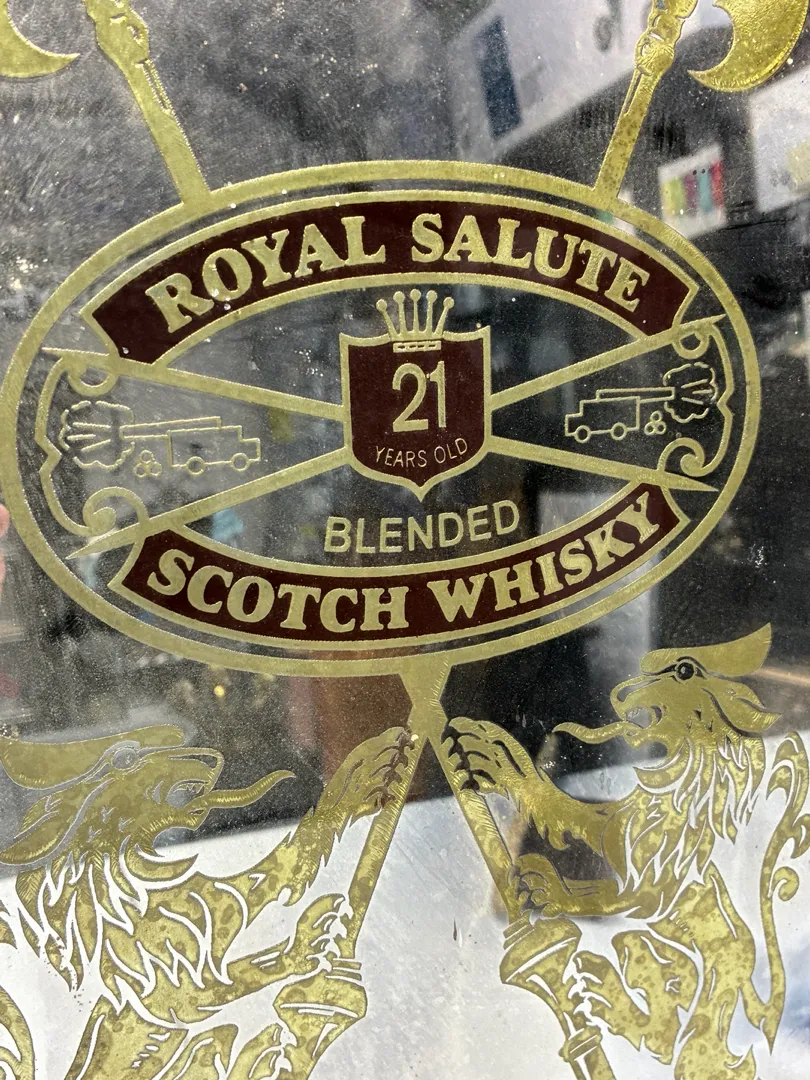 ROYAL SALUTE
21
YEARS OLD
BLENDED
SCOTCH WHISKY